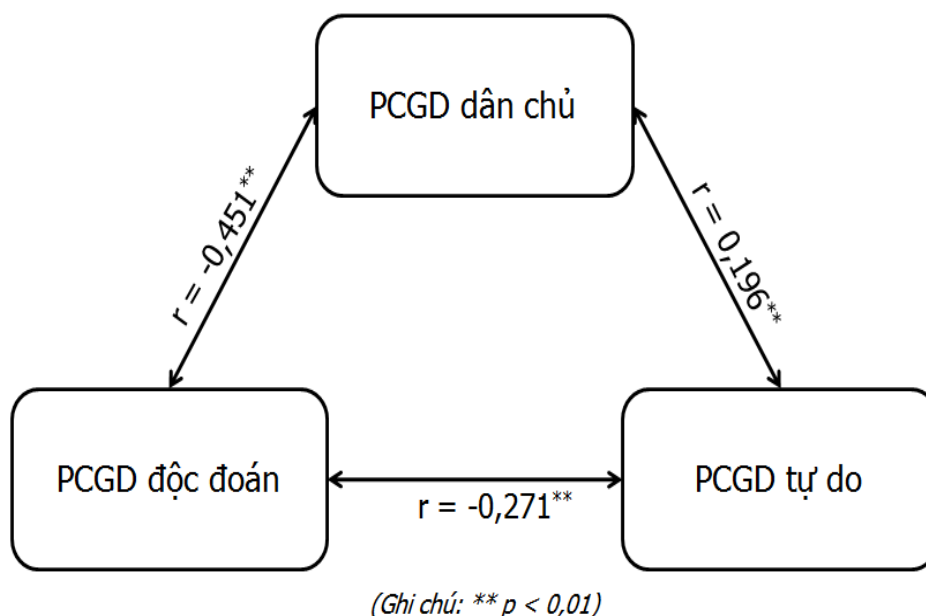 PCGD dân chủ
r = -0,451**
r = 0,196**
PCGD độc đoán
r = -0,271**
PCGD tự do
(Ghi chú: ** p < 0,01)